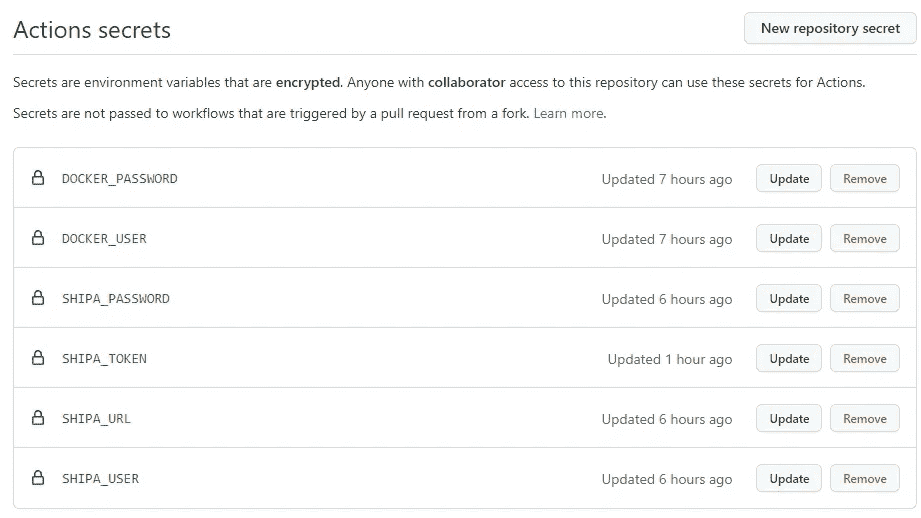 Actions secrets
New repository secret
Secrets are environment variables that are encrypted. Anyone with collaborator access to this repository can use these secrets for Actions.
Secrets are not passed to workflows that are triggered by a pull request from a fork. Learn more.
DOCKER_PASSWORD Updated 7 hours ago Update Remove
DOCKER_USER Updated 7 hours ago Update Remove
SHIPA_PASSWORD Updated 6 hours ago Update Remove
SHIPA_TOKEN Updated 1 hour ago Update Remove
SHIPA_URL Updated 6 hours ago Update Remove
SHIPA_USER Updated 6 hours ago Update Remove